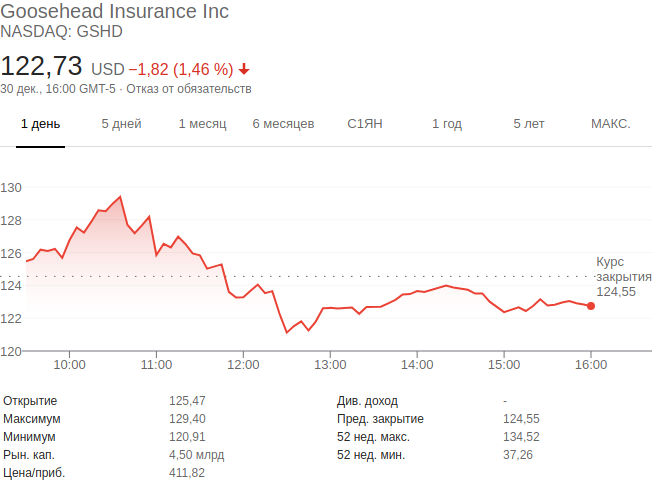 Goosehead Insurance Inc
NASDAQ: GSHD
122,73 USD −1,82 (1,46 %)
30 дек., 16:00 GMT-5 · Отказ от обязательств
1 день 5 дней 1 месяц 6 месяцев С1ЯН 1 год 5 лет МАКС.
130
128
126
124
122
120
Курс
закрытия
124,55
10:00 11:00 12:00 13:00 14:00 15:00 16:00
Открытие 125,47 Див. доход -
Максимум 129,40 Пред. закрытие 124,55
Минимум 120,91 52 нед. макс. 134,52
Рын. кап. 4,50 млрд 52 нед. мин. 37,26
Цена/приб. 411,82